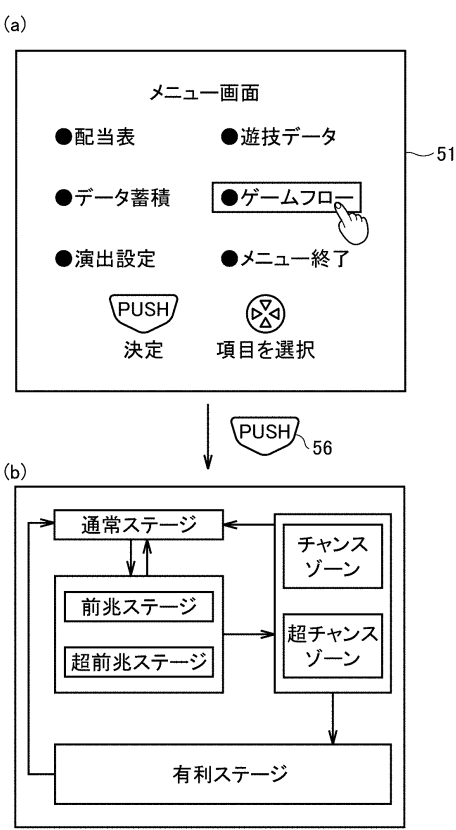 (a)
メニュー画面
●配当表 ●遊技データ
51
●データ蓄積 ●ゲームフロー
●演出設定 ●メニュー終了
PUSH
決定 項目を選択
PUSH
56
(b)
通常ステージ
チャンス
ゾーン
前兆ステージ
超前兆ステージ
超チャンス
ゾーン
有利ステージ